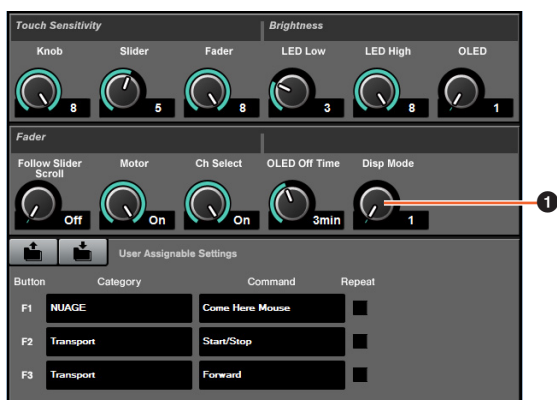 Touch Sensitivity Brightness
Knob Slider Fader LED Low LED High OLED
8 5 8 3 8 1
Fader
Follow Slider Scroll Motor Ch Select OLED Off Time Disp Mode
Off On On 3min 1
1
User Assignable Settings
Button Category Command Repeat
F1 NUAGE Come Here Mouse
F2 Transport Start/Stop
F3 Transport Forward